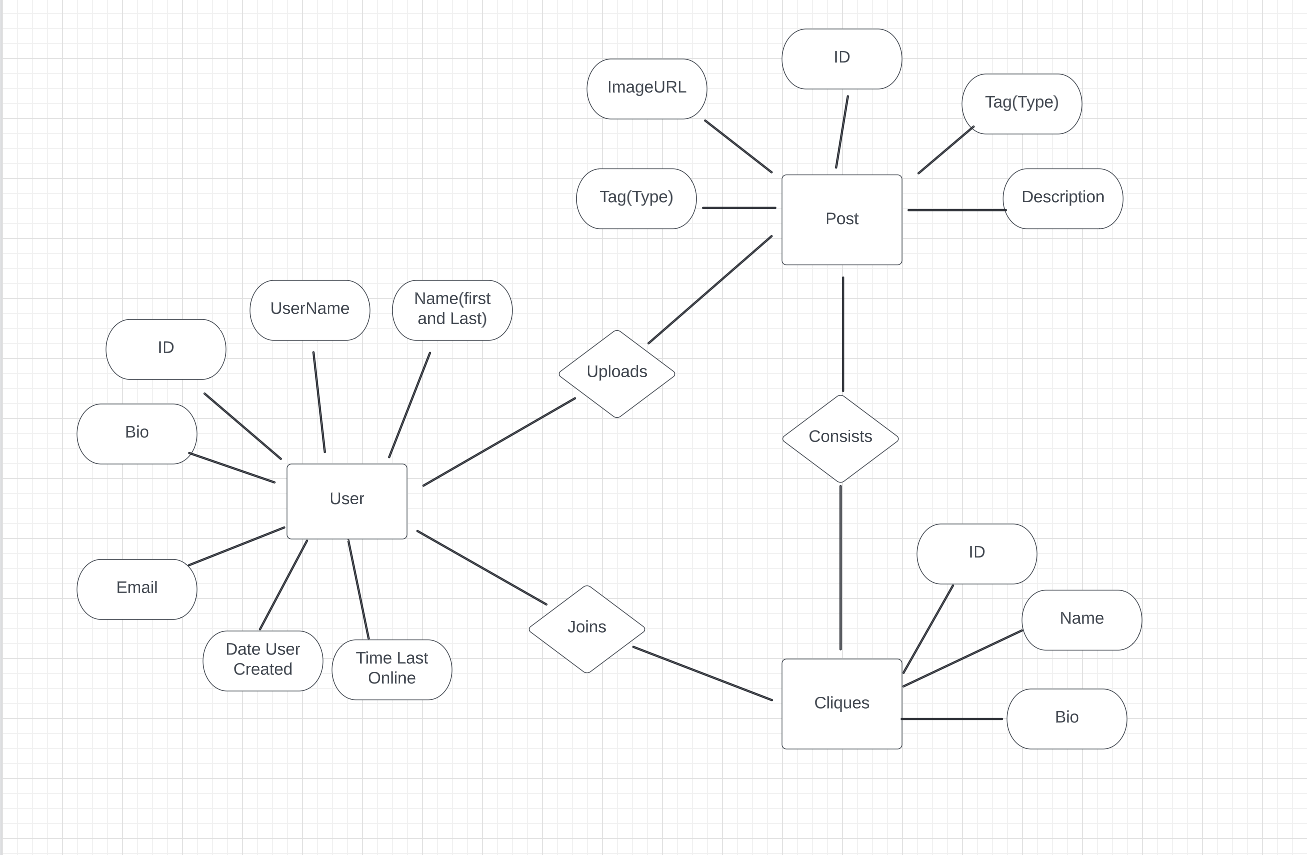 ID
ImageURL
Tag(Type)
Tag(Type)
Description
Post
UserName
Name(first
and Last)
ID
Uploads
Bio
Consists
User
ID
Email
Name
Joins
Date User
Created
Time Last
Online
Cliques
Bio